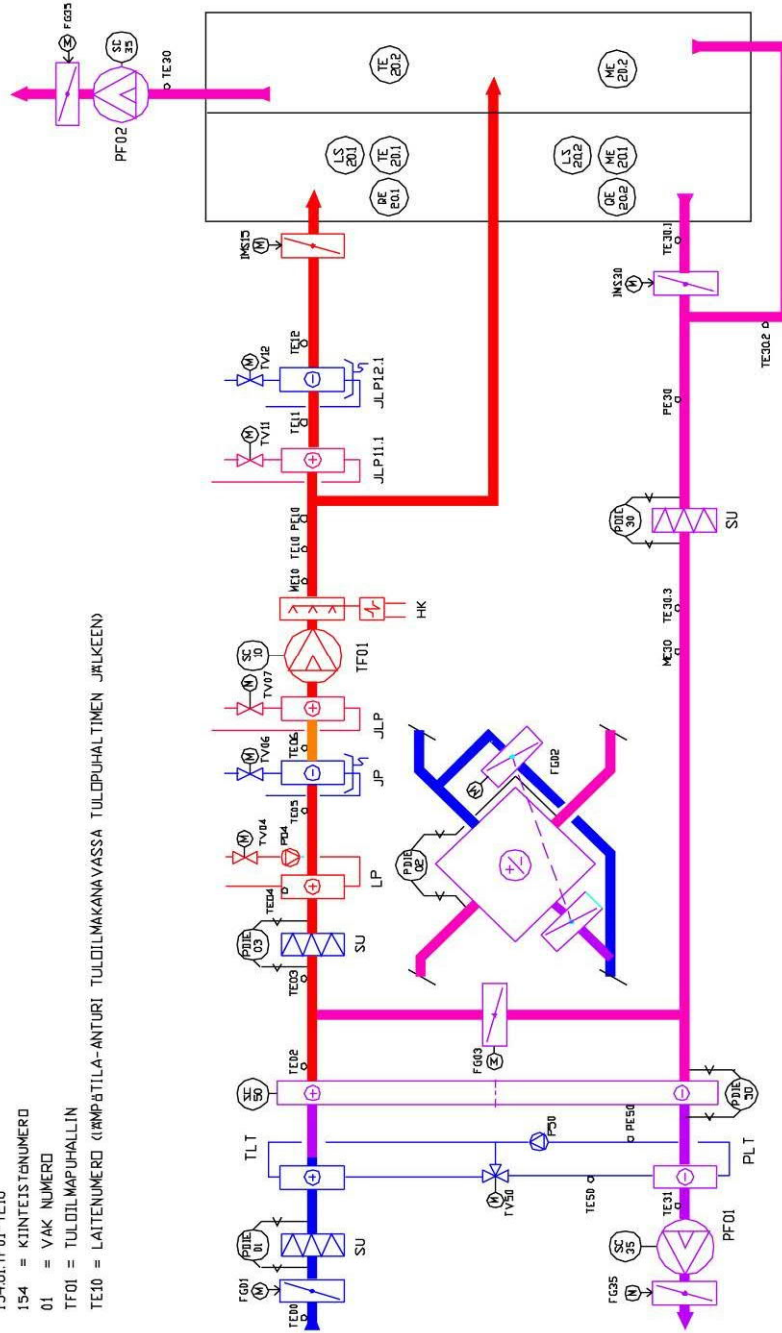 154 = KIINTEISTÖNUMERO
01 = VAK NUMERO
TF01 = TULOILMAPUHALLIN
TE10 = LAITENUMERO (LÄMPÖTILA-ANTURI TULOILMAKANAVASSA TULOPUHALTIMEN JÄLKEEN)
FG35
M
SC
35
PF02
TE30
TE
20.2
ME
20.2
LS
20.1
TE
20.1
QE
20.1
LS
20.2
ME
20.1
QE
20.2
IMS15
M
TE12
TV12
M
JLP12.1
TE11
TV11
M
JLP11.1
PE10
TE10
ME10
HK
SC
10
TF01
TV07
M
JLP
TE06
TV06
M
JP
TE05
TV04
M
P04
LP
TE04
PDIE
03
SU
TE03
TE02
SC
50
TLT
PDIE
01
SU
FG01
M
TE00
TE30.1
IMS30
M
TE30.2
PE30
PDIE
30
SU
TE30.3
ME30
FG02
M
PDIE
02
+/-
FG03
M
PDIE
50
P50
PE50
PLT
TV50
M
TE50
TE31
SC
35
PF01
FG35
M